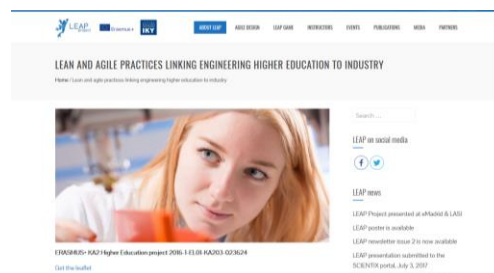 LEAP
project
Erasmus+
IKY
ABOUT LEAP
AGILE DESIGN
LEAP GAME
INSTRUCTORS
EVENTS
PUBLICATIONS
MEDIA
PARTNERS
LEAN AND AGILE PRACTICES LINKING ENGINEERING HIGHER EDUCATION TO INDUSTRY
Home / Lean and agile practices linking engineering higher education to industry
Search ...
LEAP on social media
LEAP news
LEAP Project presented at eMadrid & LASI
LEAP poster is available
LEAP newsletter issue 2 is now available
LEAP presentation submitted to the
SCIENTIX portal, July 3, 2017
ERASMUS+ KA2 Higher Education project 2016-1-EL01-KA203-023624
Get the leaflet